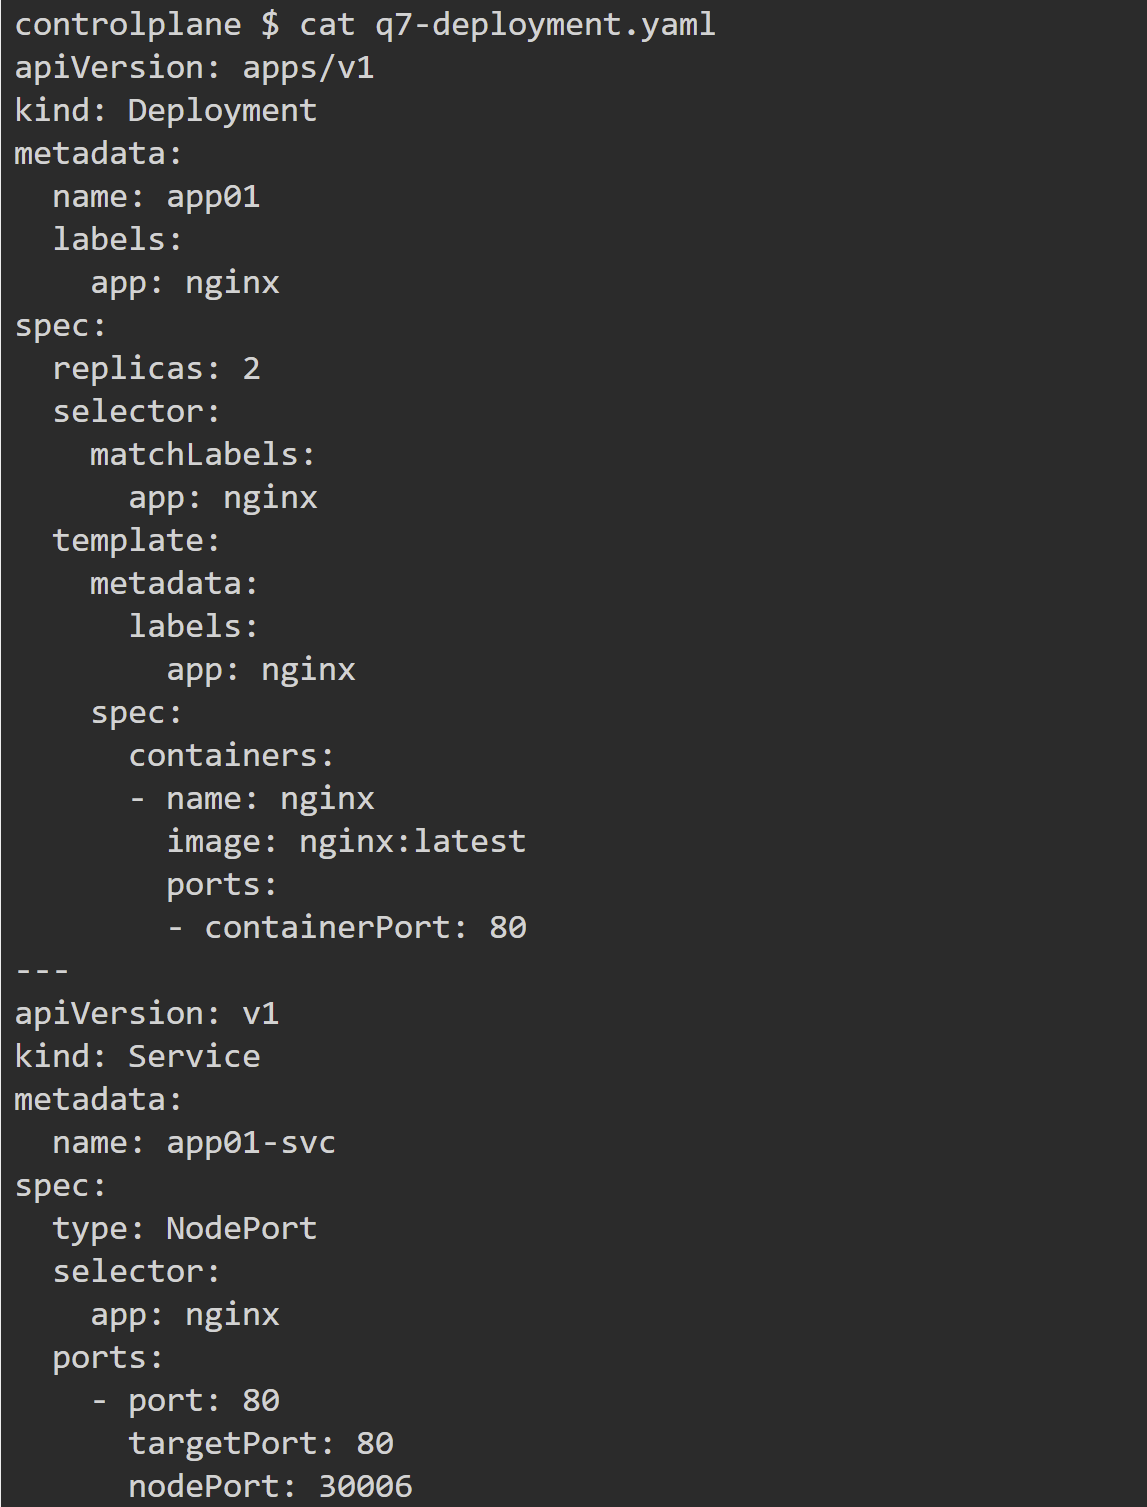 controlplane $ cat q7-deployment.yaml
apiVersion: apps/v1
kind: Deployment
metadata:
  name: app01
  labels:
    app: nginx
spec:
  replicas: 2
  selector:
    matchLabels:
      app: nginx
  template:
    metadata:
      labels:
        app: nginx
    spec:
      containers:
      - name: nginx
        image: nginx:latest
        ports:
        - containerPort: 80
---
apiVersion: v1
kind: Service
metadata:
  name: app01-svc
spec:
  type: NodePort
  selector:
    app: nginx
  ports:
    - port: 80
      targetPort: 80
      nodePort: 30006